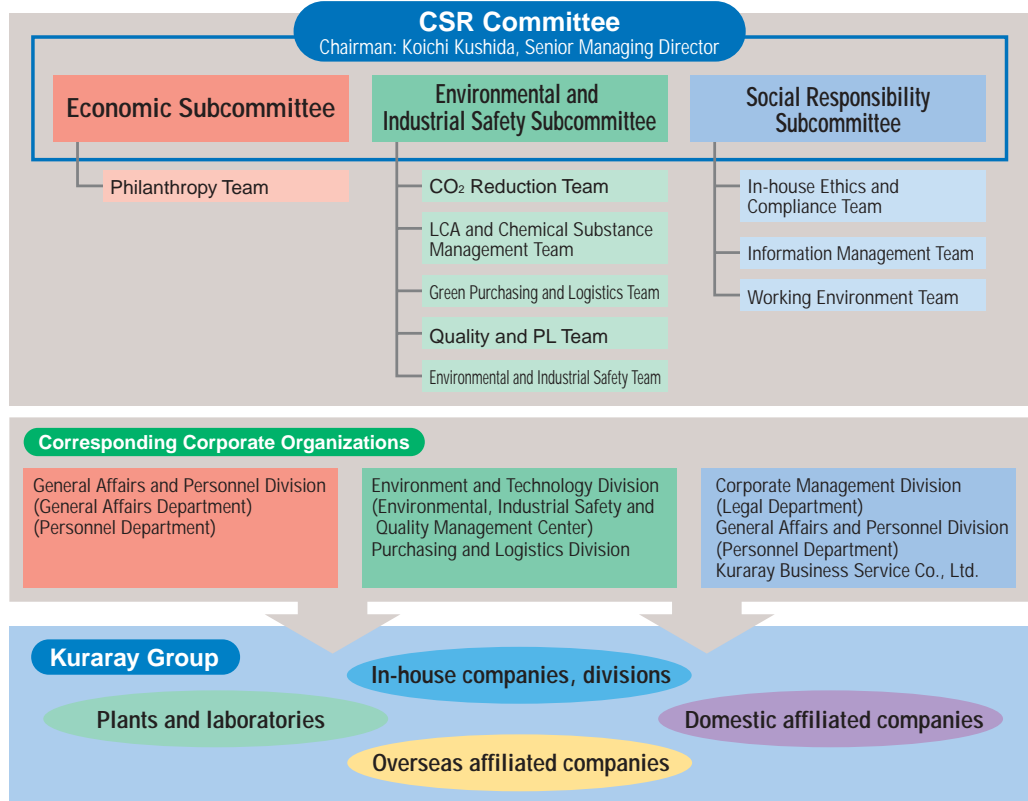 CSR Committee
Chairman: Koichi Kushida, Senior Managing Director
Economic Subcommittee
Philanthropy Team
Environmental and
Industrial Safety Subcommittee
CO₂ Reduction Team
LCA and Chemical Substance
Management Team
Green Purchasing and Logistics Team
Quality and PL Team
Environmental and Industrial Safety Team
Social Responsibility
Subcommittee
In-house Ethics and
Compliance Team
Information Management Team
Working Environment Team
Corresponding Corporate Organizations
General Affairs and Personnel Division
(General Affairs Department)
(Personnel Department)
Environment and Technology Division
(Environmental, Industrial Safety and
Quality Management Center)
Purchasing and Logistics Division
Corporate Management Division
(Legal Department)
General Affairs and Personnel Division
(Personnel Department)
Kuraray Business Service Co., Ltd.
Kuraray Group
In-house companies, divisions
Plants and laboratories
Domestic affiliated companies
Overseas affiliated companies